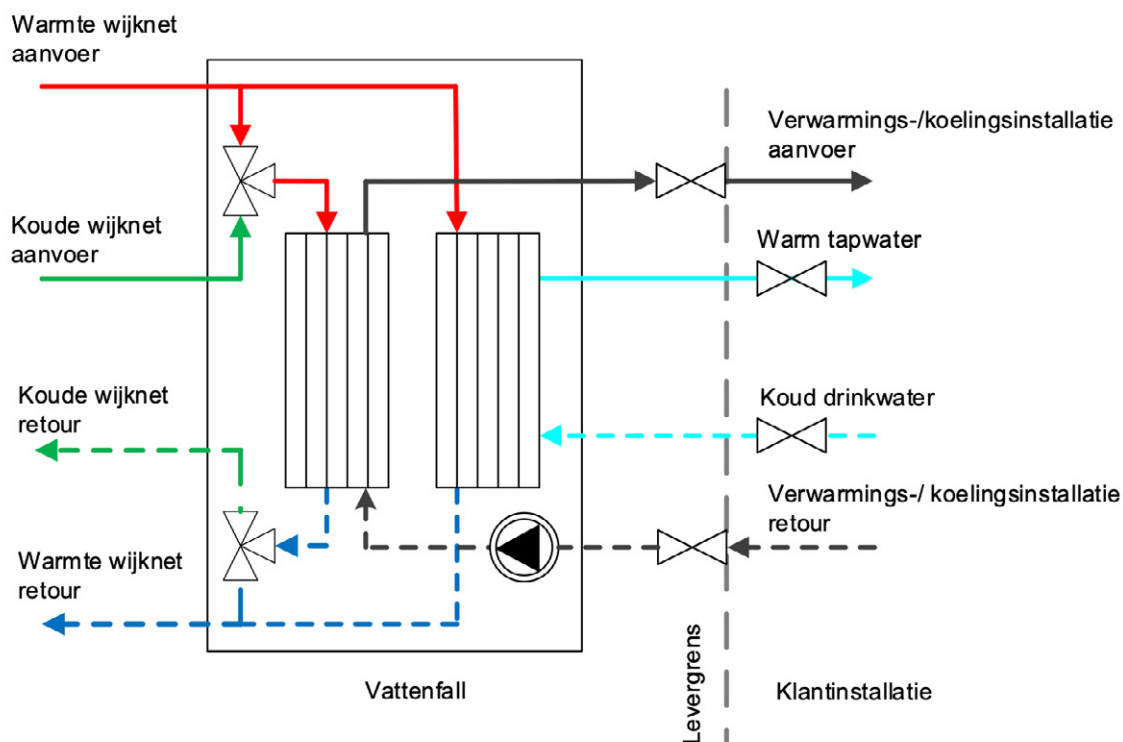 Warmte wijknet
aanvoer
Verwarmings-/koelingsinstallatie
aanvoer
Koude wijknet
aanvoer
Warm tapwater
Koude wijknet
retour
Koud drinkwater
Verwarmings-/ koelingsinstallatie
retour
Warmte wijknet
retour
Vattenfall
Levergrens
Klantinstallatie